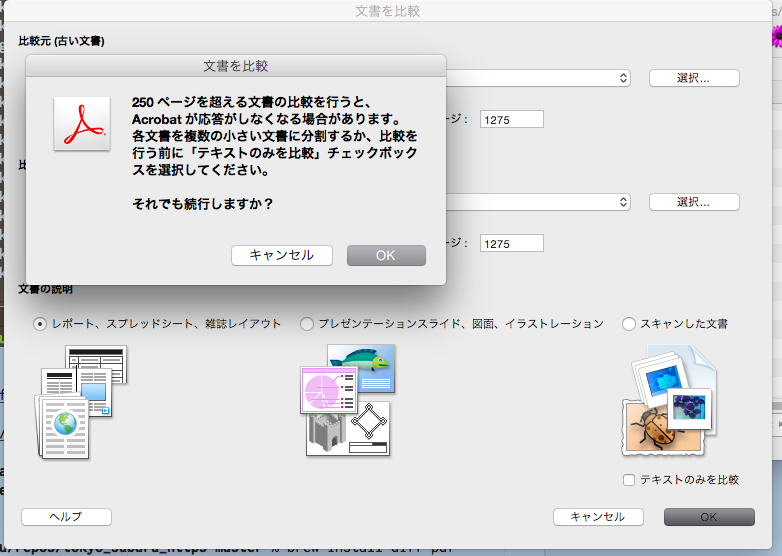 文書を比較
比較元 (古い文書)
文書を比較
250 ページを超える文書の比較を行うと、
Acrobat が応答がしなくなる場合があります。
各文書を複数の小さい文書に分割するか、比較を
行う前に「テキストのみを比較」チェックボック
スを選択してください。
それでも続行しますか？
キャンセル
OK
選択...
ージ： 1275
選択...
ージ： 1275
文書の説明
レポート、スプレッドシート、雑誌レイアウト
プレゼンテーションスライド、図面、イラストレーション
スキャンした文書
テキストのみを比較
ヘルプ
キャンセル
OK